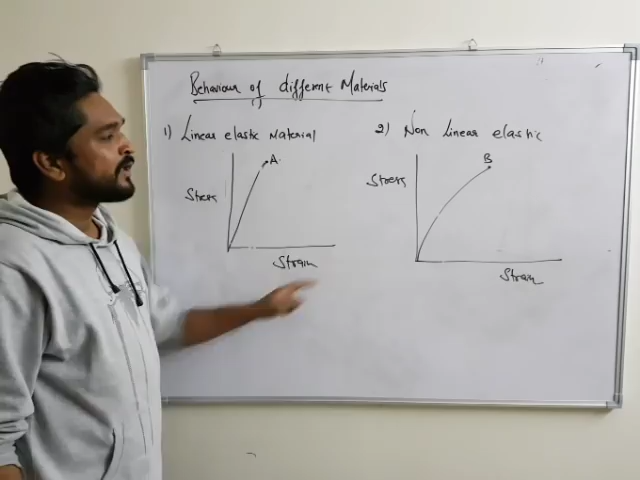 Behaviour of different Materials
1) Linear elastic Material
2) Non Linear elastic
Stress
A
Strain
Stress
B
Strain